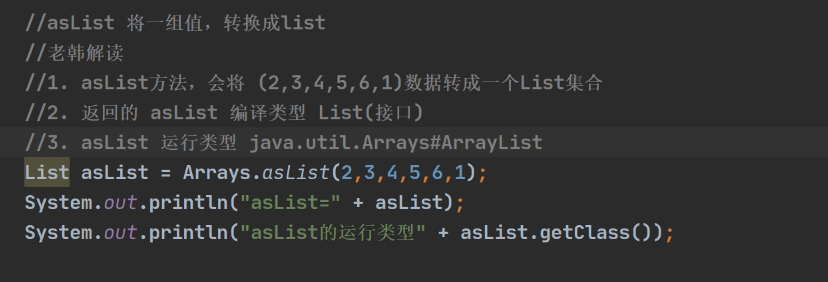 //asList 将一组值，转换成list
//老韩解读
//1. asList方法，会将 (2,3,4,5,6,1)数据转成一个List集合
//2. 返回的 asList 编译类型 List(接口)
//3. asList 运行类型 java.util.Arrays#ArrayList
List asList = Arrays.asList(2,3,4,5,6,1);
System.out.println("asList=" + asList);
System.out.println("asList的运行类型" + asList.getClass());